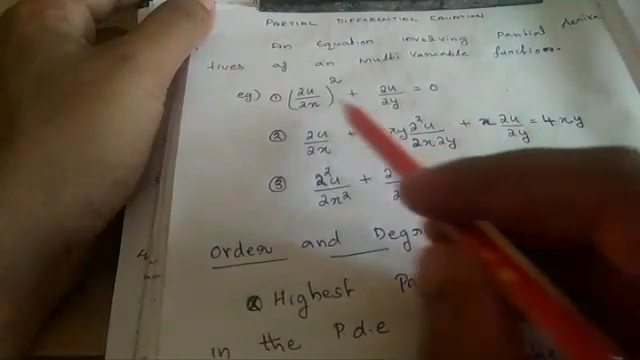 PARTIAL DIFFERENTIAL EQUATION
An Equation involving Partial deriva
tives of an Multi Variable function.
eg) ① (∂u/∂x)² + ∂u/∂y = 0
② ∂u/∂x + xy ∂²u/∂x∂y + x ∂u/∂y = 4xy
③ ∂²u/∂x² +
Order and
Highest
in the P.d.e